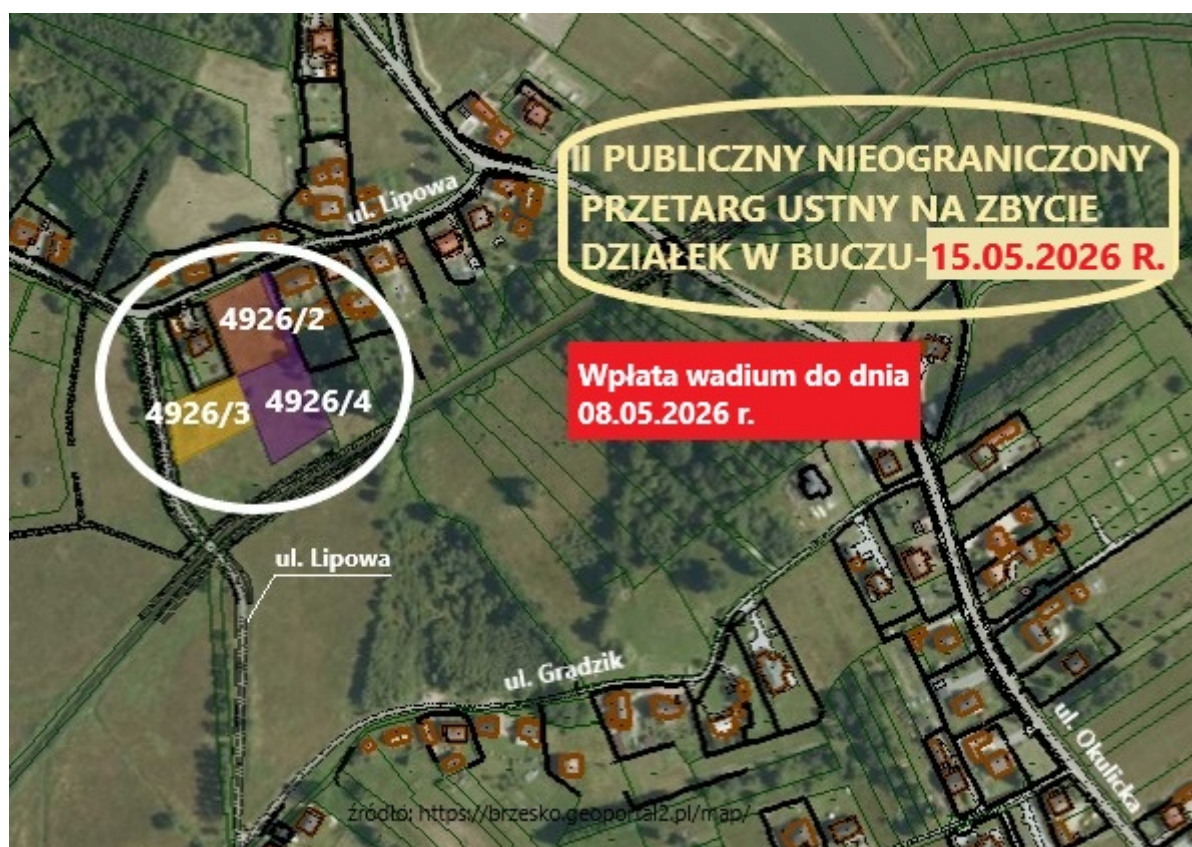 II PUBLICZNY NIEOGRANICZONY
PRZETARG USTNY NA ZBYCIE
DZIAŁEK W BUCZU-15.05.2026 R.
ul. Lipowa
4926/2
4926/3
4926/4
Wpłata wadium do dnia
08.05.2026 r.
ul. Lipowa
ul. Gradzik
ul. Okulicka
źródło: https://brzesko.geoportal2.pl/map/